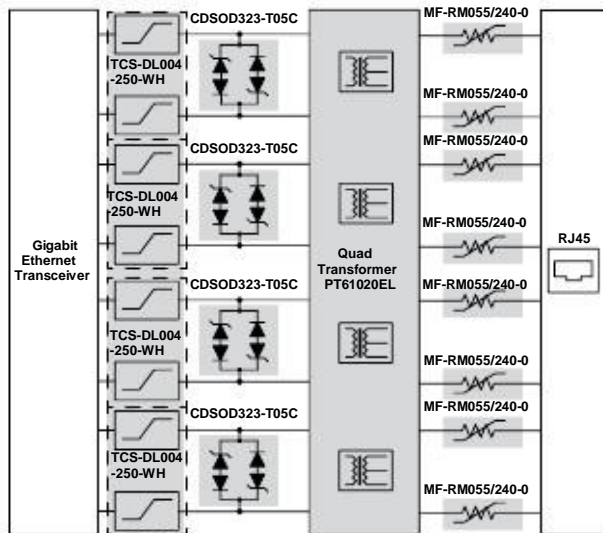 CDSOD323-T05C
MF-RM055/240-0
TCS-DL004
-250-WH
MF-RM055/240-0
CDSOD323-T05C
MF-RM055/240-0
TCS-DL004
250-WH
MF-RM055/240-0
Gigabit
Ethernet
Transceiver
Quad
Transformer
PT61020EL
RJ45
CDSOD323-T05C
MF-RM055/240-0
TCS-DL004
-250-WH
MF-RM055/240-0
CDSOD323-T05C
MF-RM055/240-0
TCS-DL004
-250-WH
MF-RM055/240-0